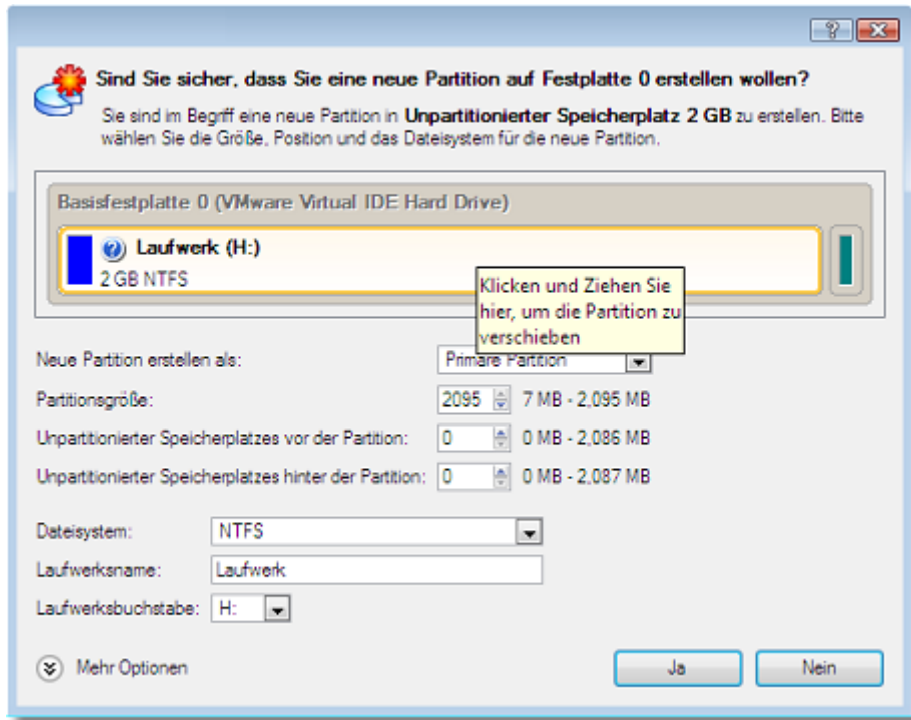 Sind Sie sicher, dass Sie eine neue Partition auf Festplatte 0 erstellen wollen?
Sie sind im Begriff eine neue Partition in Unpartitionierter Speicherplatz 2 GB zu erstellen. Bitte
wählen Sie die Größe, Position und das Dateisystem für die neue Partition.
Basisfestplatte 0 (VMware Virtual IDE Hard Drive)
Laufwerk (H:)
2 GB NTFS
Klicken und Ziehen Sie
hier, um die Partition zu
verschieben
Neue Partition erstellen als: Primäre Partition
Partitionsgröße: 2095 7 MB - 2,095 MB
Unpartitionierter Speicherplatzes vor der Partition: 0 0 MB - 2,086 MB
Unpartitionierter Speicherplatzes hinter der Partition: 0 0 MB - 2,087 MB
Dateisystem: NTFS
Laufwerksname: Laufwerk
Laufwerksbuchstabe: H:
Mehr Optionen Ja Nein